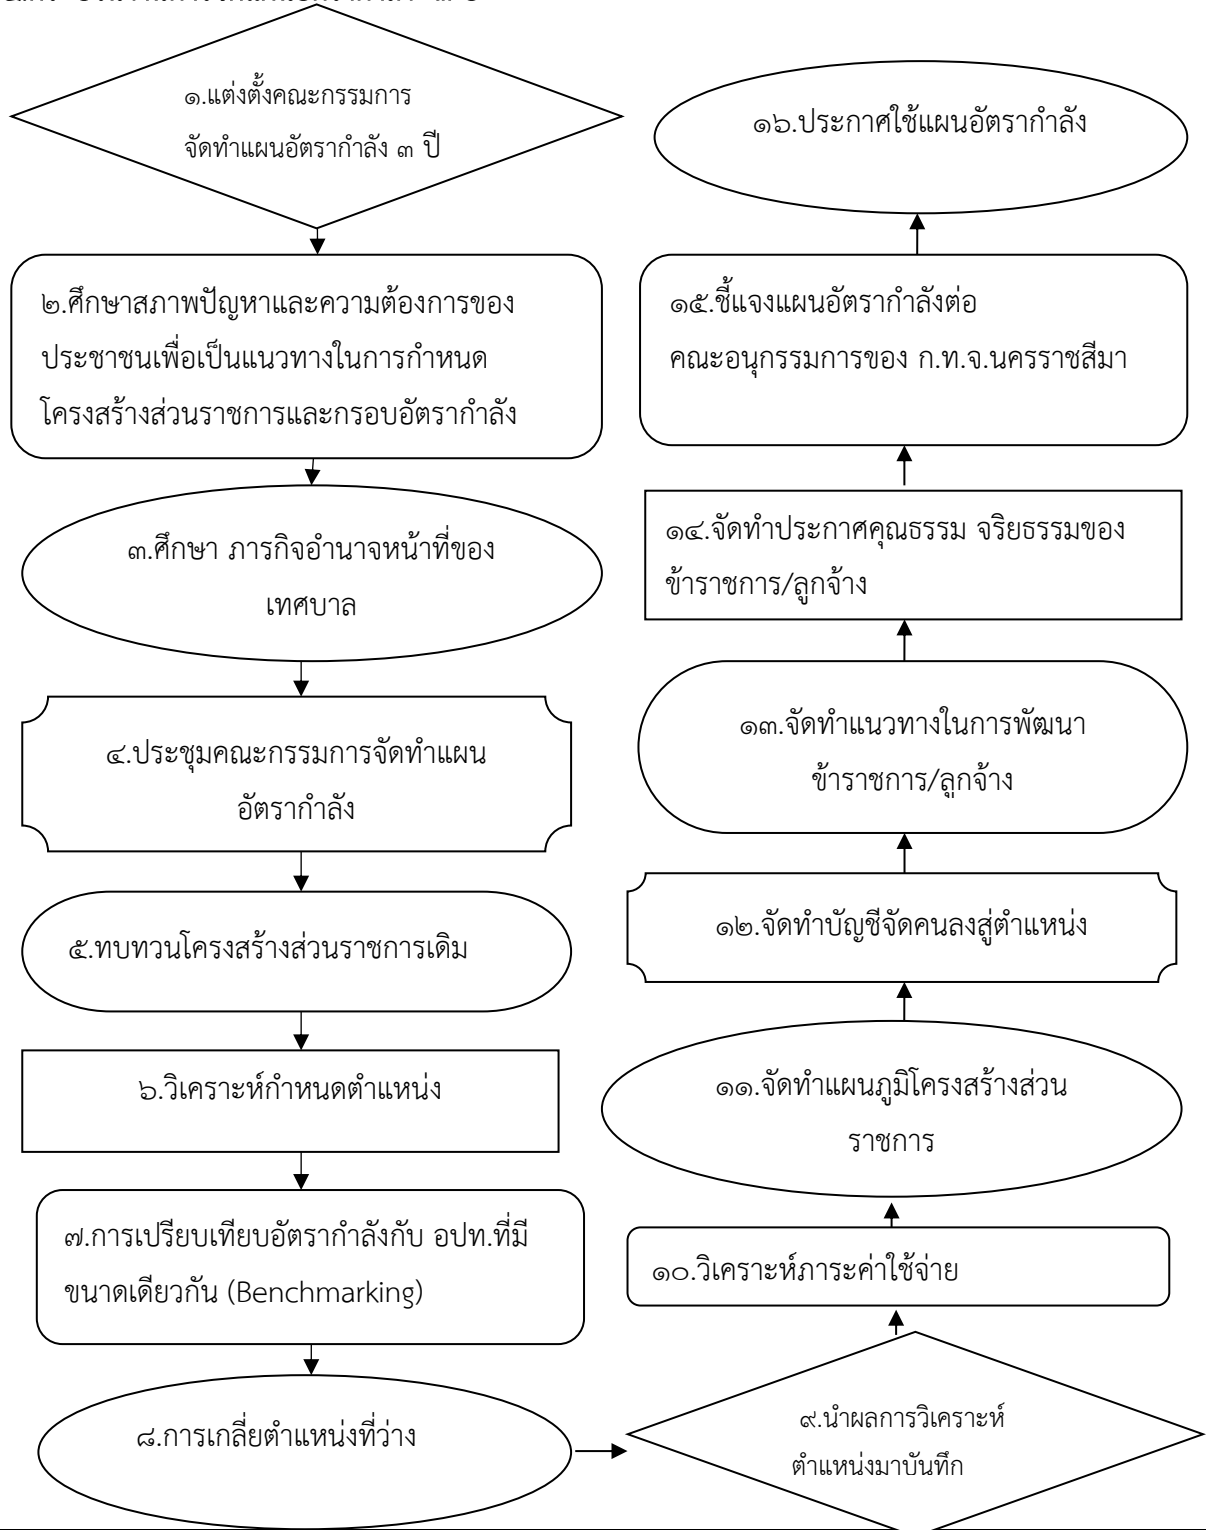 ๑.แต่งตั้งคณะกรรมการ
จัดทำแผนอัตรากำลัง ๓ ปี
๒.ศึกษาสภาพปัญหาและความต้องการของ
ประชาชนเพื่อเป็นแนวทางในการกำหนด
โครงสร้างส่วนราชการและกรอบอัตรากำลัง
๓.ศึกษา ภารกิจอำนาจหน้าที่ของ
เทศบาล
๔.ประชุมคณะกรรมการจัดทำแผน
อัตรากำลัง
๕.ทบทวนโครงสร้างส่วนราชการเดิม
๖.วิเคราะห์กำหนดตำแหน่ง
๗.การเปรียบเทียบอัตรากำลังกับ อปท.ที่มี
ขนาดเดียวกัน (Benchmarking)
๘.การเกลี่ยตำแหน่งที่ว่าง
๙.นำผลการวิเคราะห์
ตำแหน่งมาบันทึก
๑๐.วิเคราะห์ภาระค่าใช้จ่าย
๑๑.จัดทำแผนภูมิโครงสร้างส่วน
ราชการ
๑๒.จัดทำบัญชีจัดคนลงสู่ตำแหน่ง
๑๓.จัดทำแนวทางในการพัฒนา
ข้าราชการ/ลูกจ้าง
๑๔.จัดทำประกาศคุณธรรม จริยธรรมของ
ข้าราชการ/ลูกจ้าง
๑๕.ชี้แจงแผนอัตรากำลังต่อ
คณะอนุกรรมการของ ก.ท.จ.นครราชสีมา
๑๖.ประกาศใช้แผนอัตรากำลัง